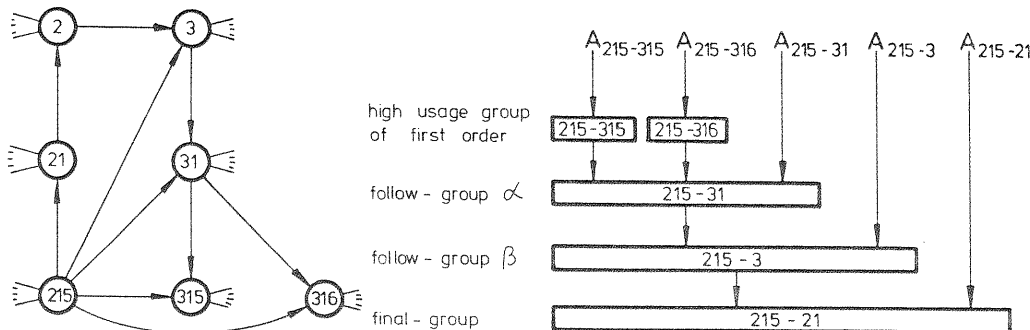 2 3
21 31
215 315 316
A215-315 A215-316 A215-31 A215-3 A215-21
high usage group
of first order
215-315 215-316
follow-group α
215-31
follow-group β
215-3
final-group
215-21